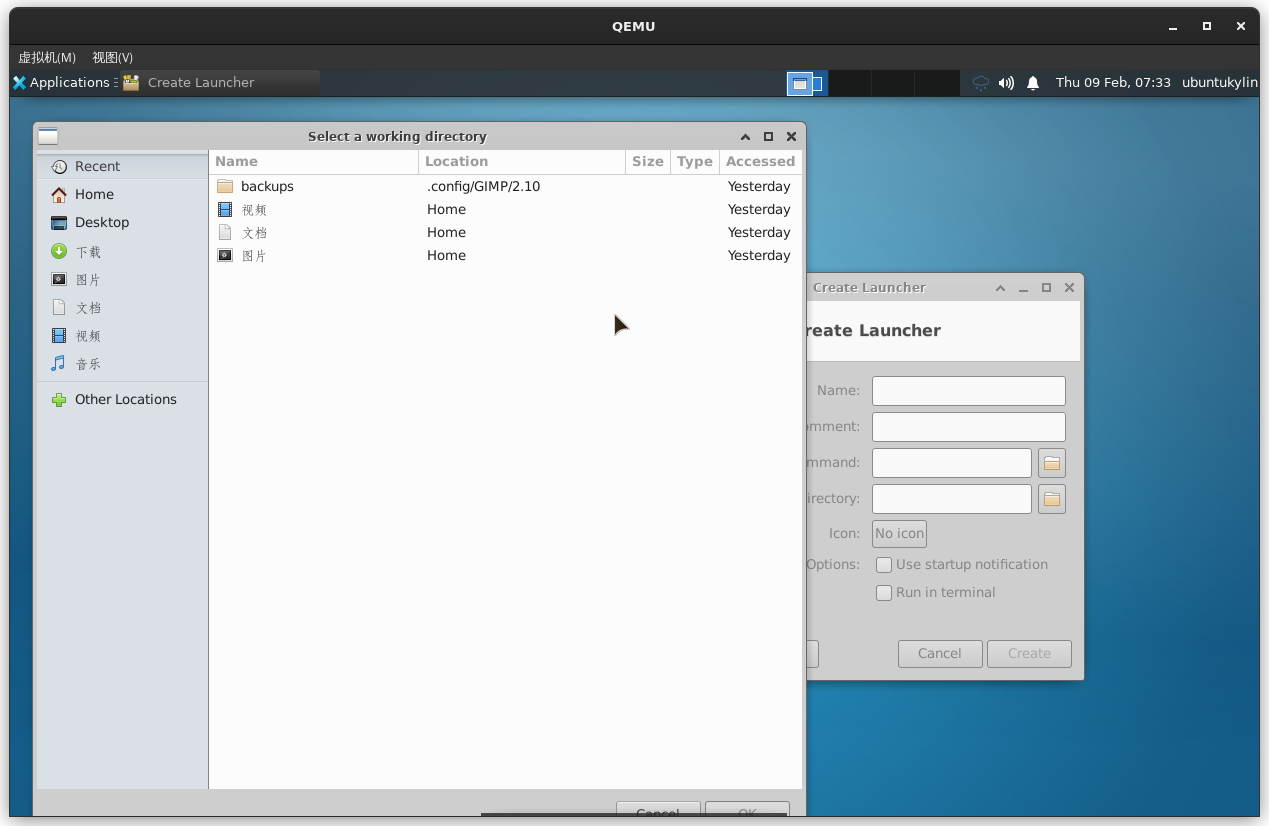 QEMU
虚拟机(M) 视图(V)
Applications Create Launcher Thu 09 Feb, 07:33 ubuntukylin
Select a working directory
Recent
Home
Desktop
下载
图片
文档
视频
音乐
Other Locations
Name Location Size Type Accessed
backups .config/GIMP/2.10 Yesterday
视频 Home Yesterday
文档 Home Yesterday
图片 Home Yesterday
Cancel OK
Create Launcher
reate Launcher
Name:
omment:
mmand:
irectory:
Icon: No icon
Options: Use startup notification
Run in terminal
Cancel Create